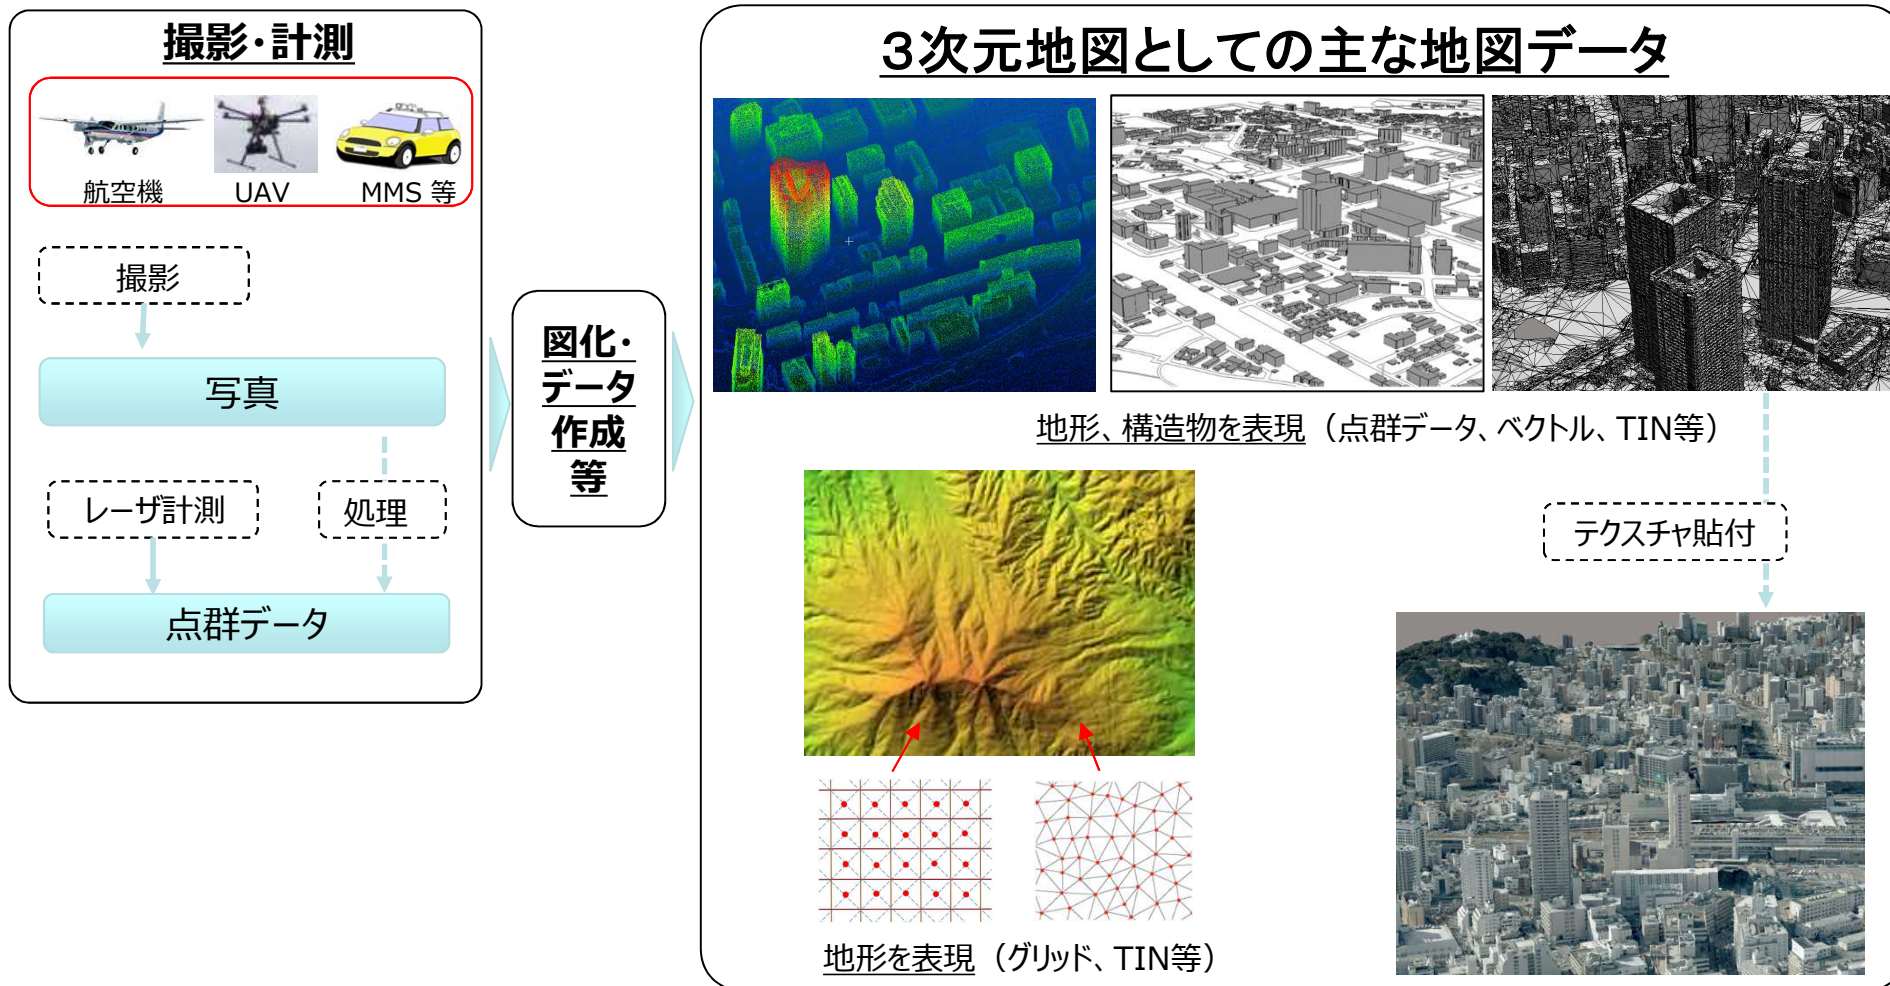 撮影・計測
航空機
UAV
MMS 等
撮影
写真
レーザ計測
処理
点群データ
図化・
データ
作成
等
３次元地図としての主な地図データ
地形、構造物を表現（点群データ、ベクトル、TIN等）
テクスチャ貼付
地形を表現（グリッド、TIN等）